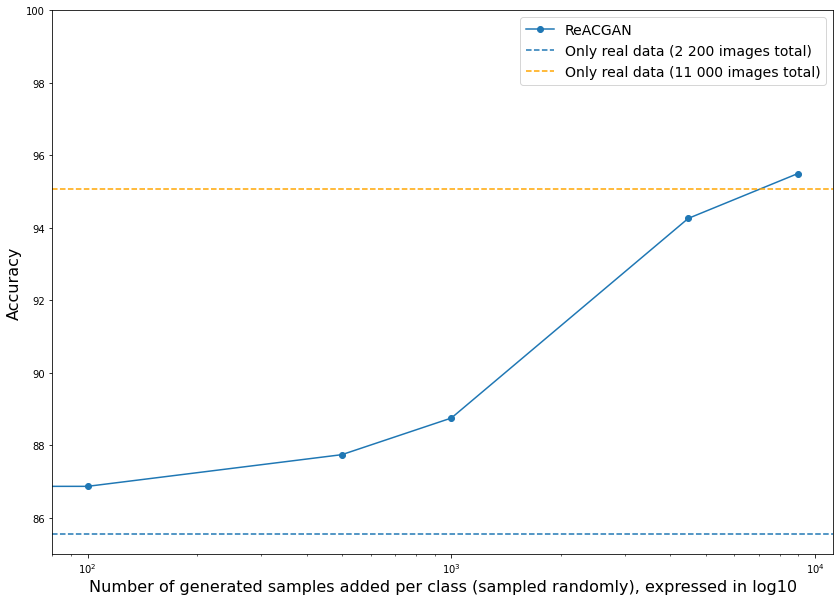 100
98
96
94
92
90
88
86
Accuracy
ReACGAN
Only real data (2 200 images total)
Only real data (11 000 images total)
10²
10³
10⁴
Number of generated samples added per class (sampled randomly), expressed in log10